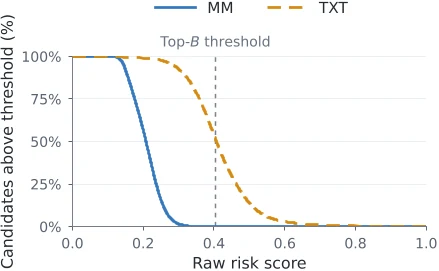 MM TXT
Top-B threshold
Candidates above threshold (%)
100%
75%
50%
25%
0%
0.0 0.2 0.4 0.6 0.8 1.0
Raw risk score